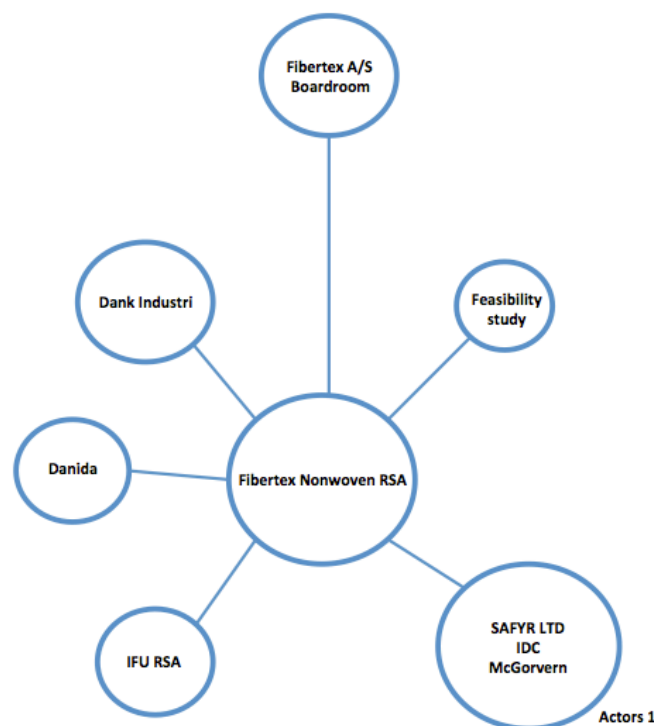 Fibertex A/S
Boardroom
Dank Industri
Feasibility
study
Danida
Fibertex Nonwoven RSA
IFU RSA
SAFYR LTD
IDC
McGorvern
Actors 1